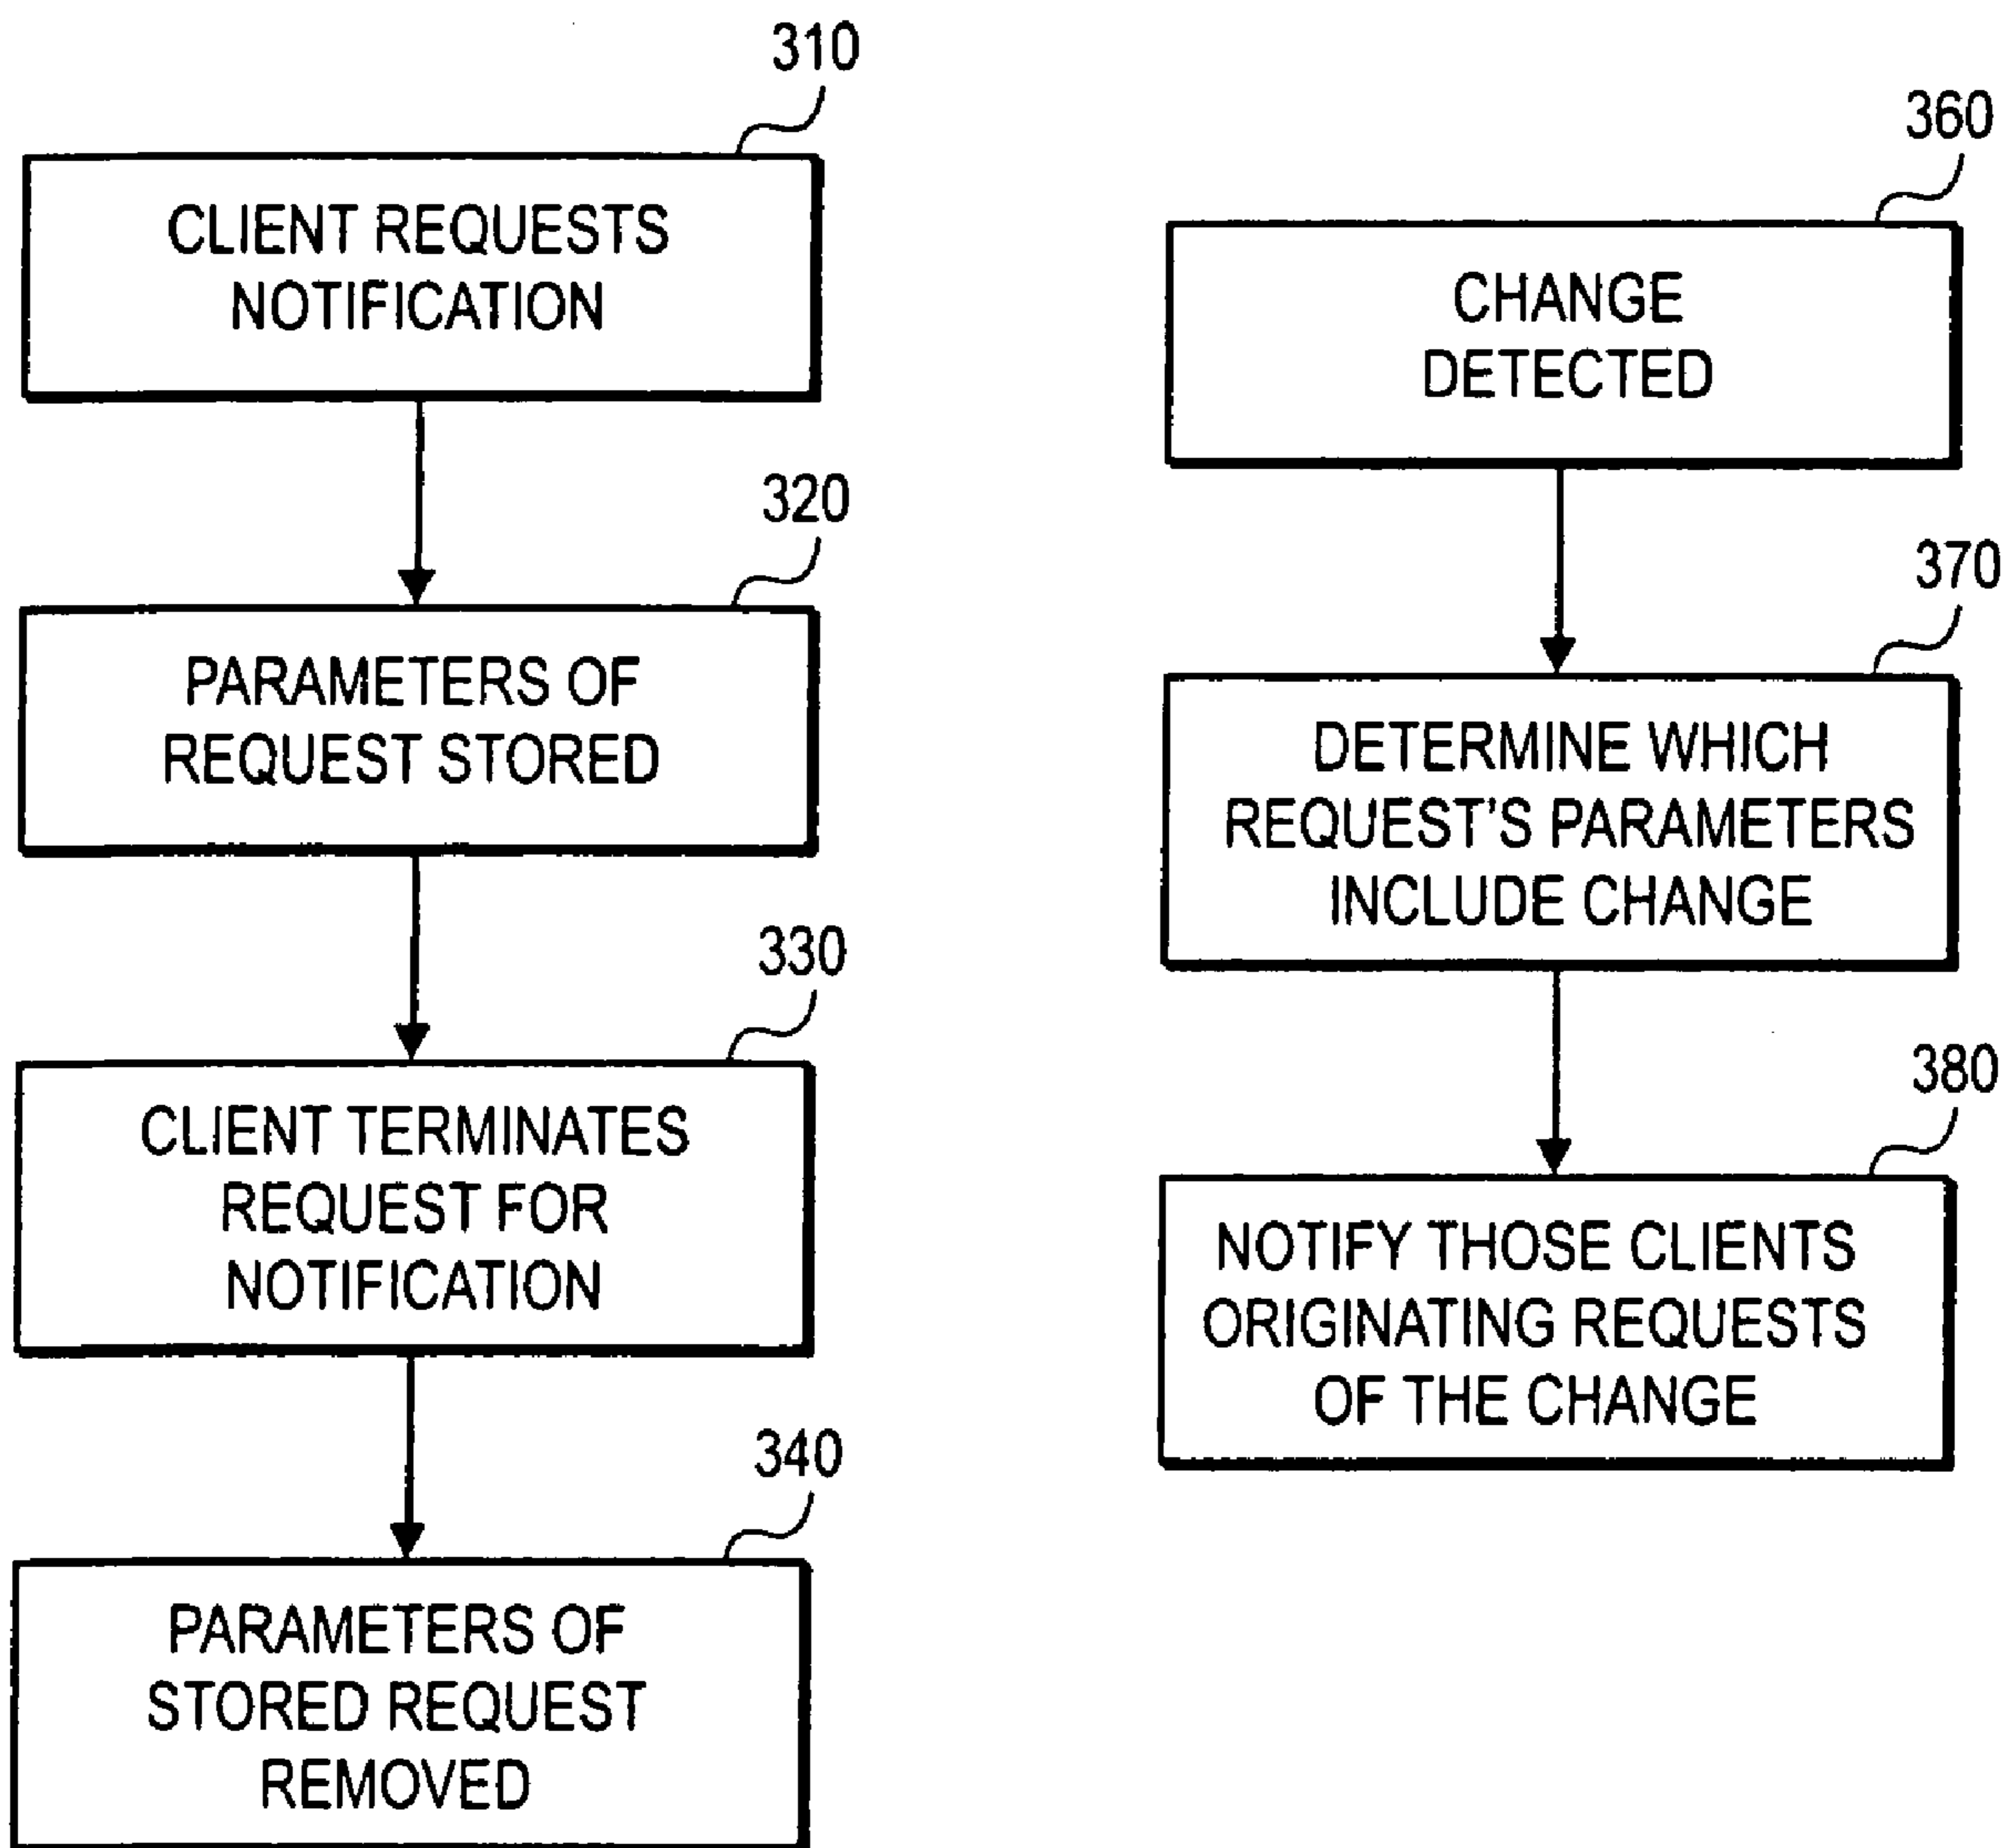 310
CLIENT REQUESTS
NOTIFICATION
320
PARAMETERS OF
REQUEST STORED
330
CLIENT TERMINATES
REQUEST FOR
NOTIFICATION
340
PARAMETERS OF
STORED REQUEST
REMOVED
360
CHANGE
DETECTED
370
DETERMINE WHICH
REQUEST'S PARAMETERS
INCLUDE CHANGE
380
NOTIFY THOSE CLIENTS
ORIGINATING REQUESTS
OF THE CHANGE